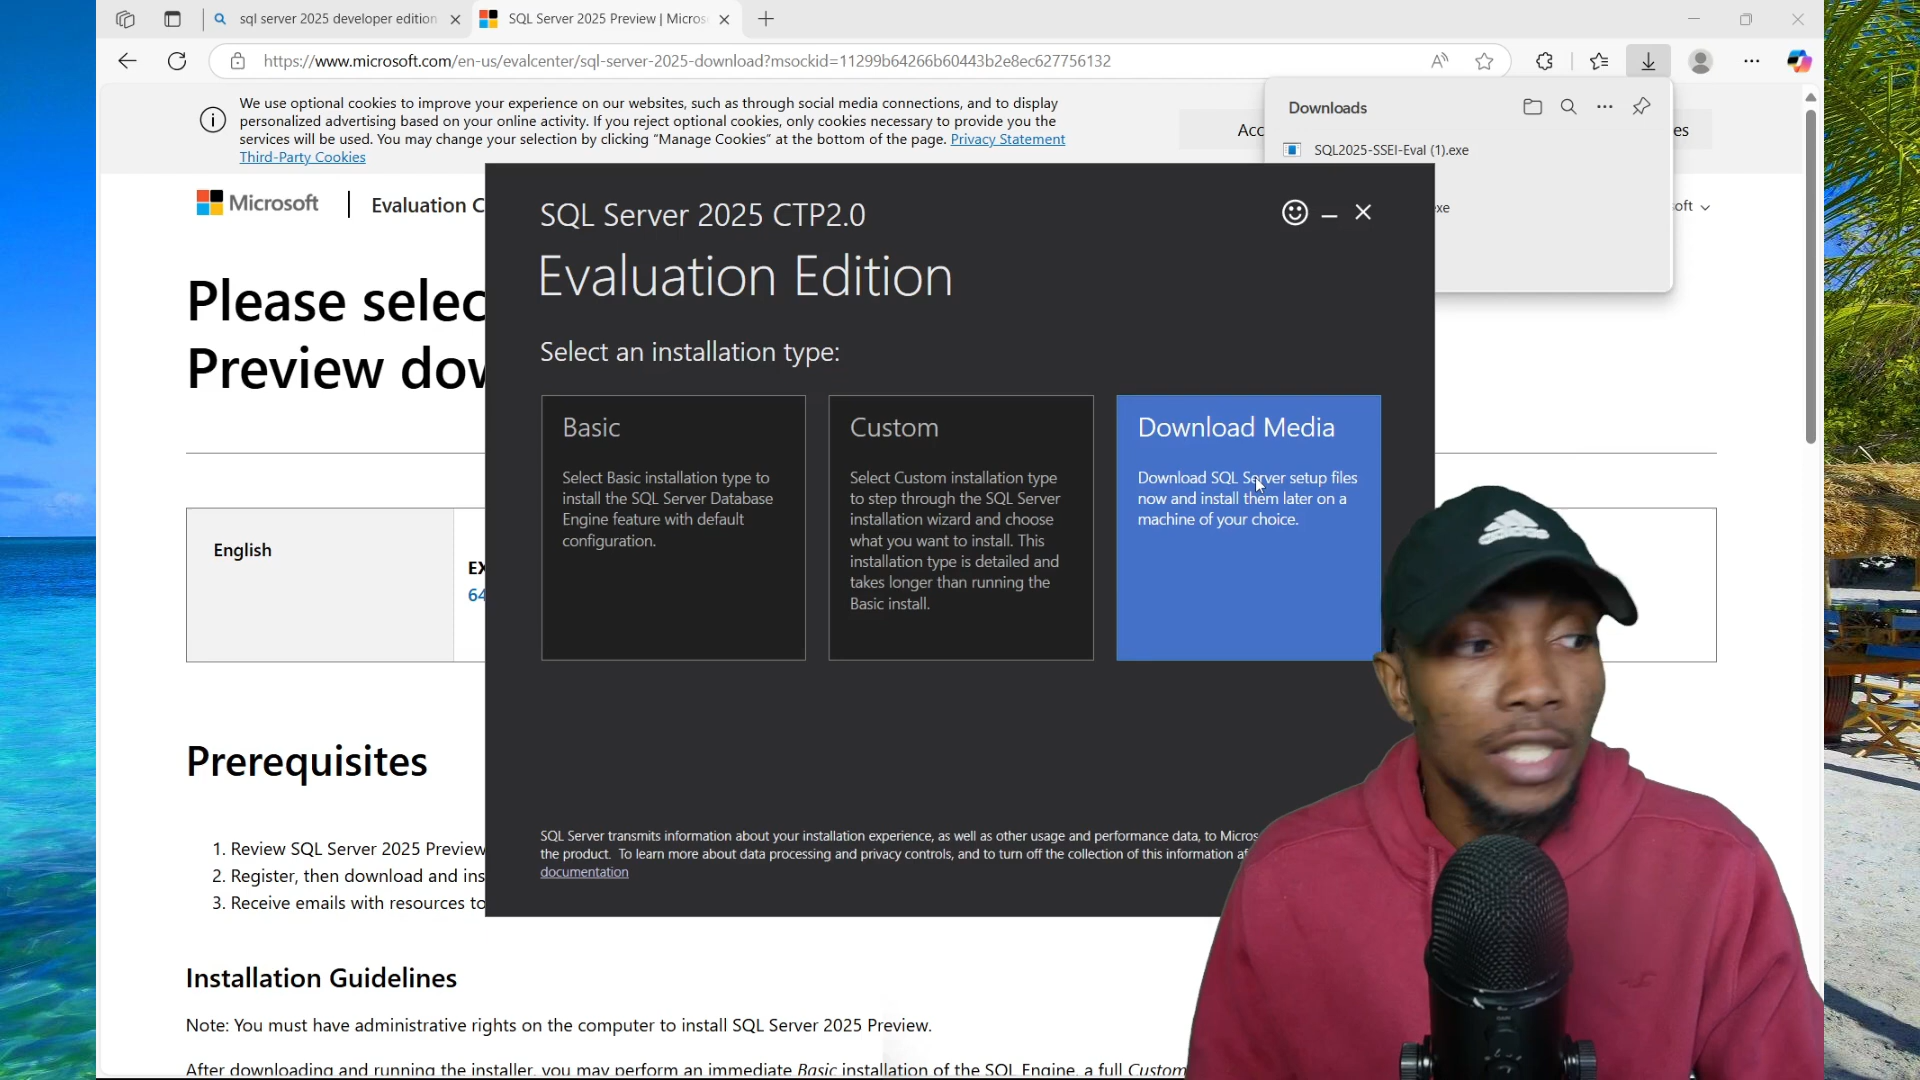 sql server 2025 developer edition
SQL Server 2025 Preview | Micros
https://www.microsoft.com/en-us/evalcenter/sql-server-2025-download?msockid=11299b64266b60443b2e8ec627756132
We use optional cookies to improve your experience on our websites, such as through social media connections, and to display
personalized advertising based on your online activity. If you reject optional cookies, only cookies necessary to provide you the
services will be used. You may change your selection by clicking "Manage Cookies" at the bottom of the page. Privacy Statement
Third-Party Cookies
Acc
es
Downloads
SQL2025-SSEI-Eval (1).exe
xe
Microsoft
Evaluation C
oft
Please selec
Preview dow
SQL Server 2025 CTP2.0
Evaluation Edition
Select an installation type:
Basic
Select Basic installation type to
install the SQL Server Database
Engine feature with default
configuration.
Custom
Select Custom installation type
to step through the SQL Server
installation wizard and choose
what you want to install. This
installation type is detailed and
takes longer than running the
Basic install.
Download Media
Download SQL Server setup files
now and install them later on a
machine of your choice.
English
EX
64
SQL Server transmits information about your installation experience, as well as other usage and performance data, to Micros
the product. To learn more about data processing and privacy controls, and to turn off the collection of this information af
documentation
Prerequisites
1. Review SQL Server 2025 Preview
2. Register, then download and ins
3. Receive emails with resources to
Installation Guidelines
Note: You must have administrative rights on the computer to install SQL Server 2025 Preview.
After downloading and running the installer, you may perform an immediate Basic installation of the SQL Engine, a full Custom